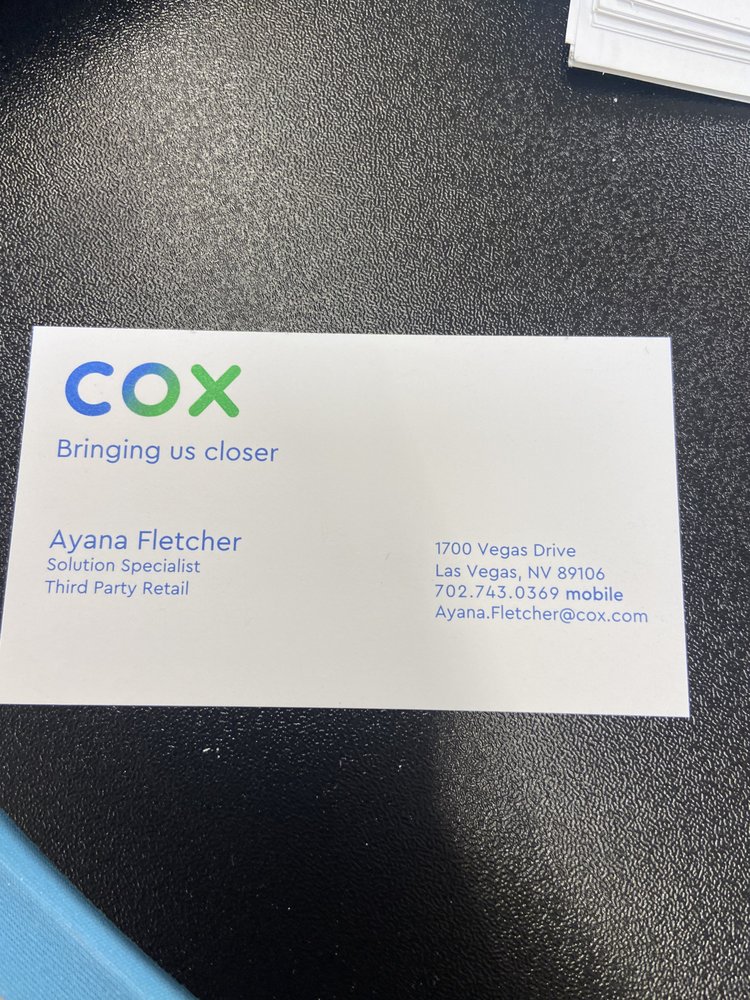 COX
Bringing us closer
Ayana Fletcher
Solution Specialist
Third Party Retail
1700 Vegas Drive
Las Vegas, NV 89106
702.743.0369 mobile
Ayana.Fletcher@cox.com